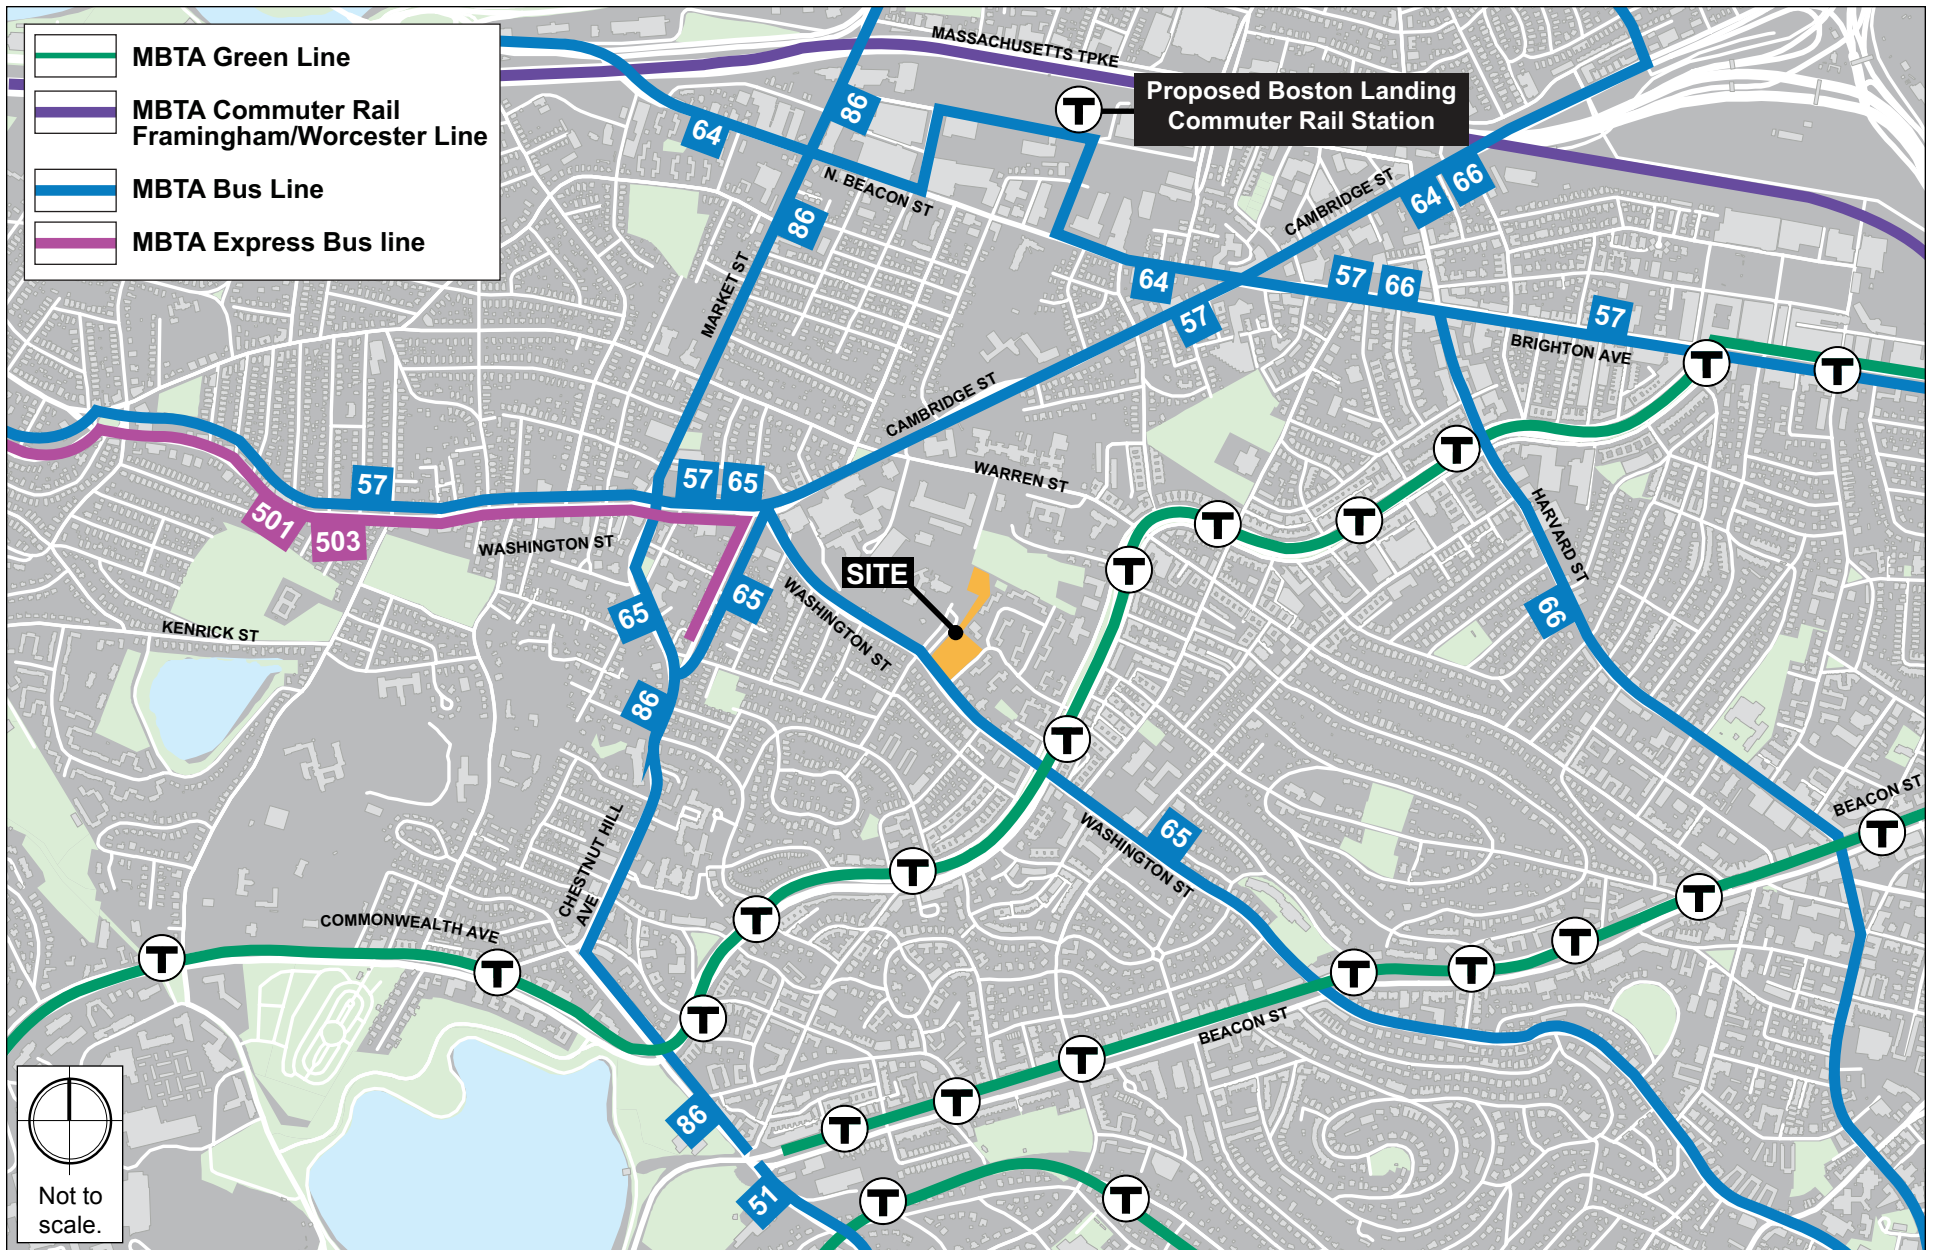 MBTA Green Line
MBTA Commuter Rail
Framingham/Worcester Line
MBTA Bus Line
MBTA Express Bus line
MASSACHUSETTS TPKE
T
Proposed Boston Landing
Commuter Rail Station
86
64
N. BEACON ST
86
CAMBRIDGE ST
64
66
MARKET ST
64
57
66
57
57
BRIGHTON AVE
T
T
CAMBRIDGE ST
T
57
57
65
WARREN ST
501
503
WASHINGTON ST
T
T
HARVARD ST
SITE
T
65
65
WASHINGTON ST
66
KENRICK ST
86
T
BEACON ST
T
65
WASHINGTON ST
CHESTNUT HILL
AVE
T
T
T
COMMONWEALTH AVE
T
T
T
T
T
T
T
BEACON ST
T
T
T
86
51
T
T
Not to
scale.